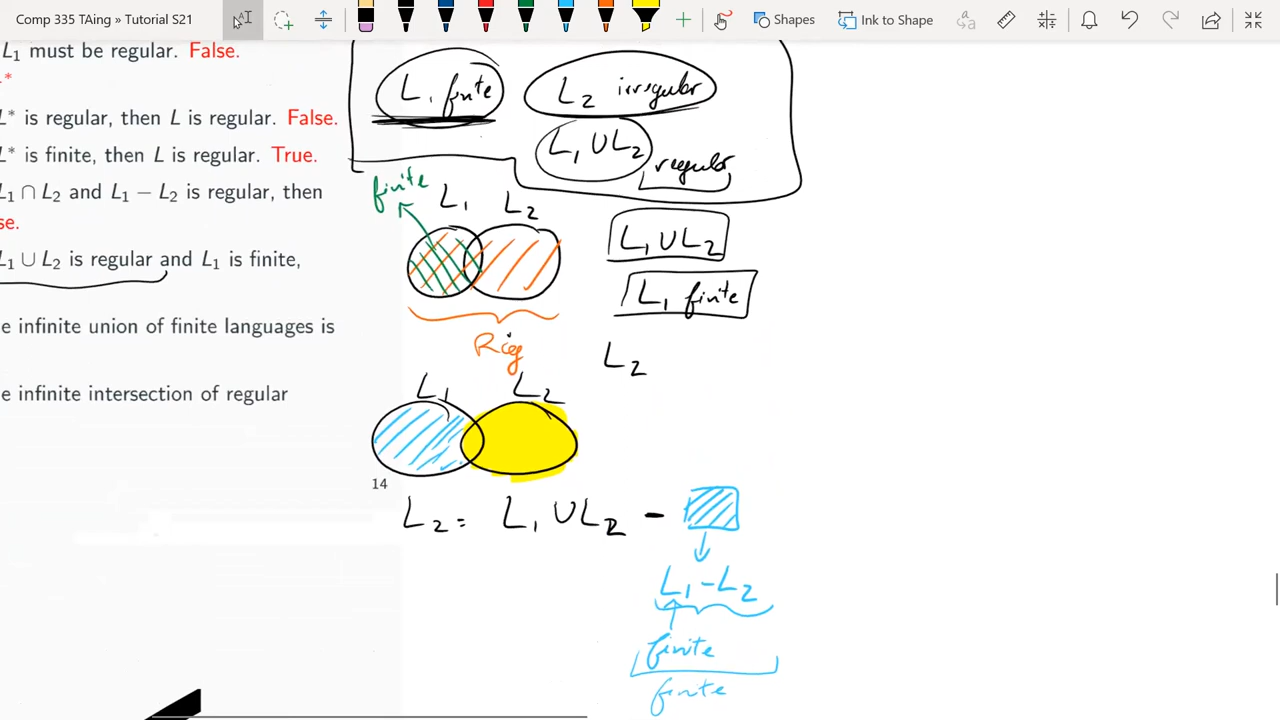 Comp 335 TAing » Tutorial S21
Shapes
Ink to Shape
L₁ must be regular. False.
L* is regular, then L is regular. False.
L* is finite, then L is regular. True.
L₁ ∩ L₂ and L₁ − L₂ is regular, then
se.
L₁ ∪ L₂ is regular and L₁ is finite,
e infinite union of finite languages is
e infinite intersection of regular
14
L₁ finite
L₂ irregular
L₁ ∪ L₂
regular
finite
L₁ L₂
L₁ ∪ L₂
L₁ finite
Reg
L₂
L₁ L₂
L₂ = L₁ ∪ L₂ −
L₁ − L₂
finite
finite